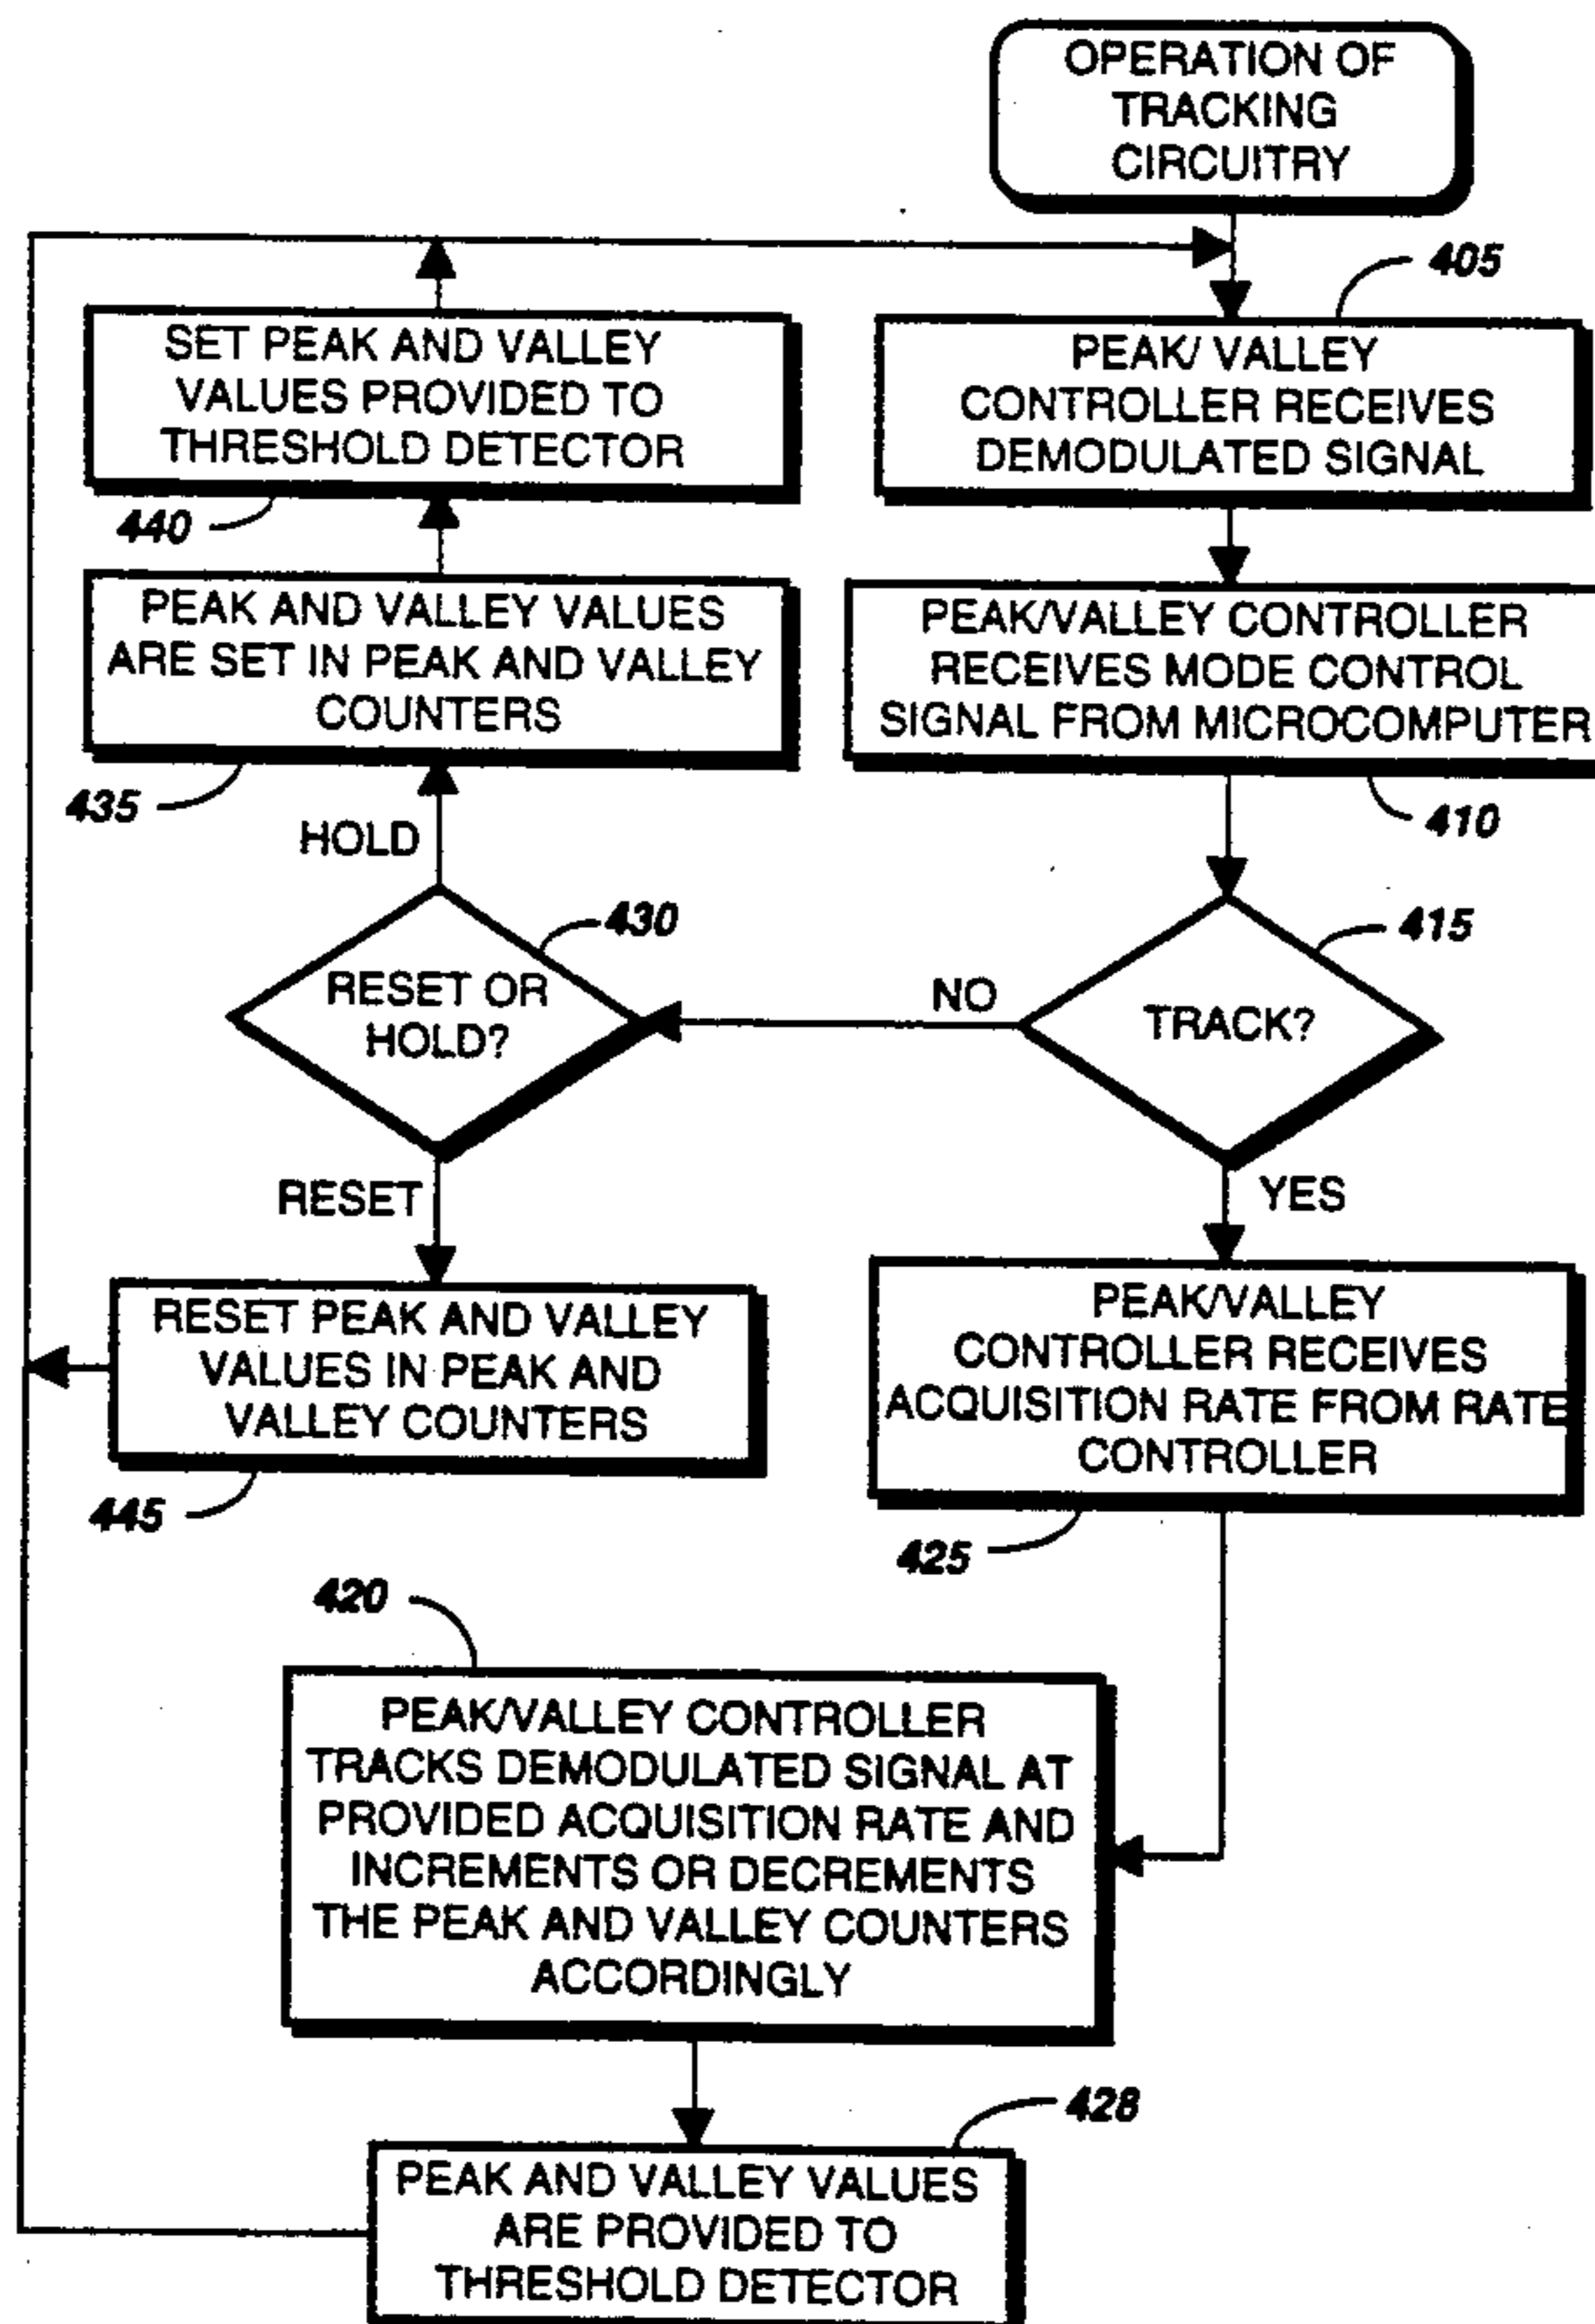 OPERATION OF
TRACKING
CIRCUITRY
405
PEAK/ VALLEY
CONTROLLER RECEIVES
DEMODULATED SIGNAL
PEAK/VALLEY CONTROLLER
RECEIVES MODE CONTROL
SIGNAL FROM MICROCOMPUTER
410
415
TRACK?
NO
YES
430
RESET OR
HOLD?
HOLD
PEAK AND VALLEY VALUES
ARE SET IN PEAK AND VALLEY
COUNTERS
435
SET PEAK AND VALLEY
VALUES PROVIDED TO
THRESHOLD DETECTOR
440
RESET
RESET PEAK AND VALLEY
VALUES IN PEAK AND
VALLEY COUNTERS
445
PEAK/VALLEY
CONTROLLER RECEIVES
ACQUISITION RATE FROM RATE
CONTROLLER
425
420
PEAK/VALLEY CONTROLLER
TRACKS DEMODULATED SIGNAL AT
PROVIDED ACQUISITION RATE AND
INCREMENTS OR DECREMENTS
THE PEAK AND VALLEY COUNTERS
ACCORDINGLY
428
PEAK AND VALLEY VALUES
ARE PROVIDED TO
THRESHOLD DETECTOR